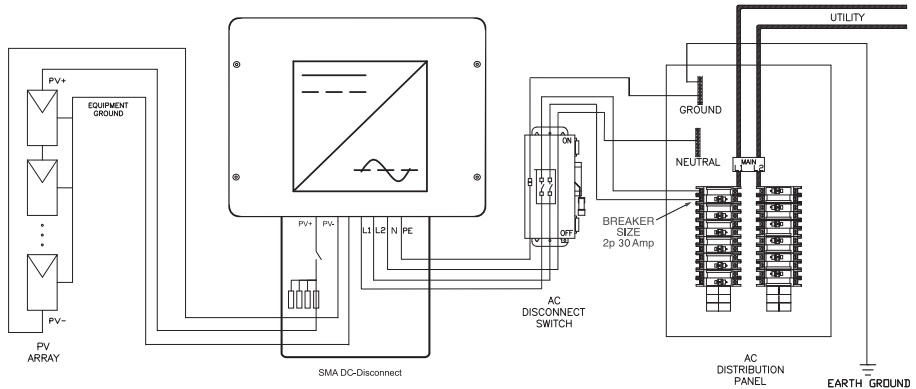 UTILITY
PV+
EQUIPMENT
GROUND
GROUND
ON
NEUTRAL
MAIN
L1 L2
PV+ PV-
L1 L2 N PE
OFF
BREAKER
SIZE
2p 30 Amp
PV-
PV
ARRAY
SMA DC-Disconnect
AC
DISCONNECT
SWITCH
AC
DISTRIBUTION
PANEL
EARTH GROUND